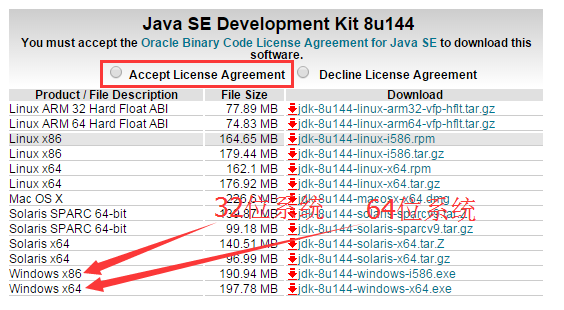 Java SE Development Kit 8u144
You must accept the Oracle Binary Code License Agreement for Java SE to download this
software.
Accept License Agreement Decline License Agreement
Product / File Description File Size Download
Linux ARM 32 Hard Float ABI 77.89 MB jdk-8u144-linux-arm32-vfp-hflt.tar.gz
Linux ARM 64 Hard Float ABI 74.83 MB jdk-8u144-linux-arm64-vfp-hflt.tar.gz
Linux x86 164.65 MB jdk-8u144-linux-i586.rpm
Linux x86 179.44 MB jdk-8u144-linux-i586.tar.gz
Linux x64 162.1 MB jdk-8u144-linux-x64.rpm
Linux x64 176.92 MB jdk-8u144-linux-x64.tar.gz
Mac OS X 226.6 MB jdk-8u144-macosx-x64.dmg
32位系统 64位系统
Solaris SPARC 64-bit 139.87 MB jdk-8u144-solaris-sparcv9.tar.Z
Solaris SPARC 64-bit 99.18 MB jdk-8u144-solaris-sparcv9.tar.gz
Solaris x64 140.51 MB jdk-8u144-solaris-x64.tar.Z
Solaris x64 96.99 MB jdk-8u144-solaris-x64.tar.gz
Windows x86 190.94 MB jdk-8u144-windows-i586.exe
Windows x64 197.78 MB jdk-8u144-windows-x64.exe